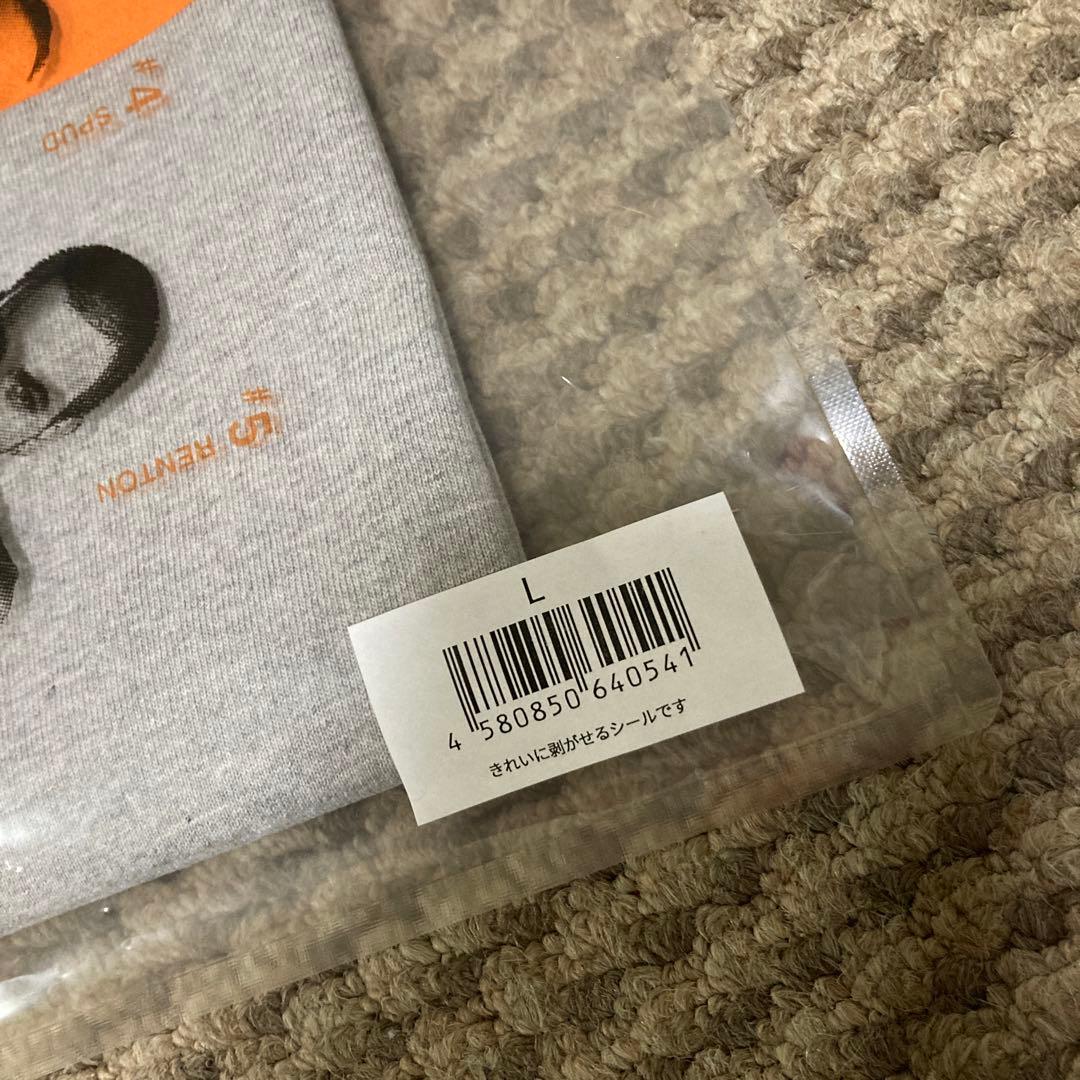 #4 SPUD
#5 RENTON
L
4 580850 640541
きれいに剥がせるシールです